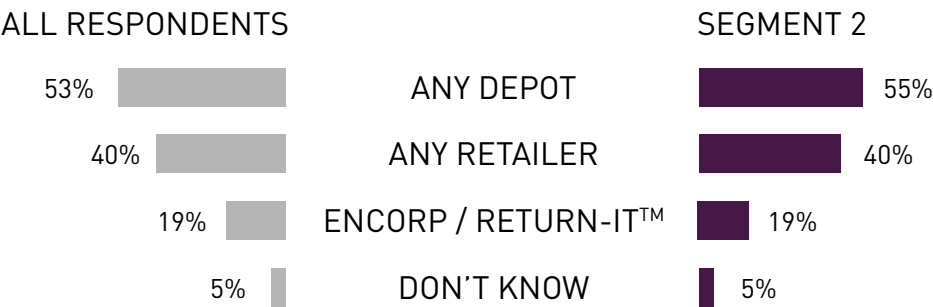 ALL RESPONDENTS SEGMENT 2
53% ANY DEPOT 55%
40% ANY RETAILER 40%
19% ENCORP / RETURN-IT™ 19%
5% DON'T KNOW 5%